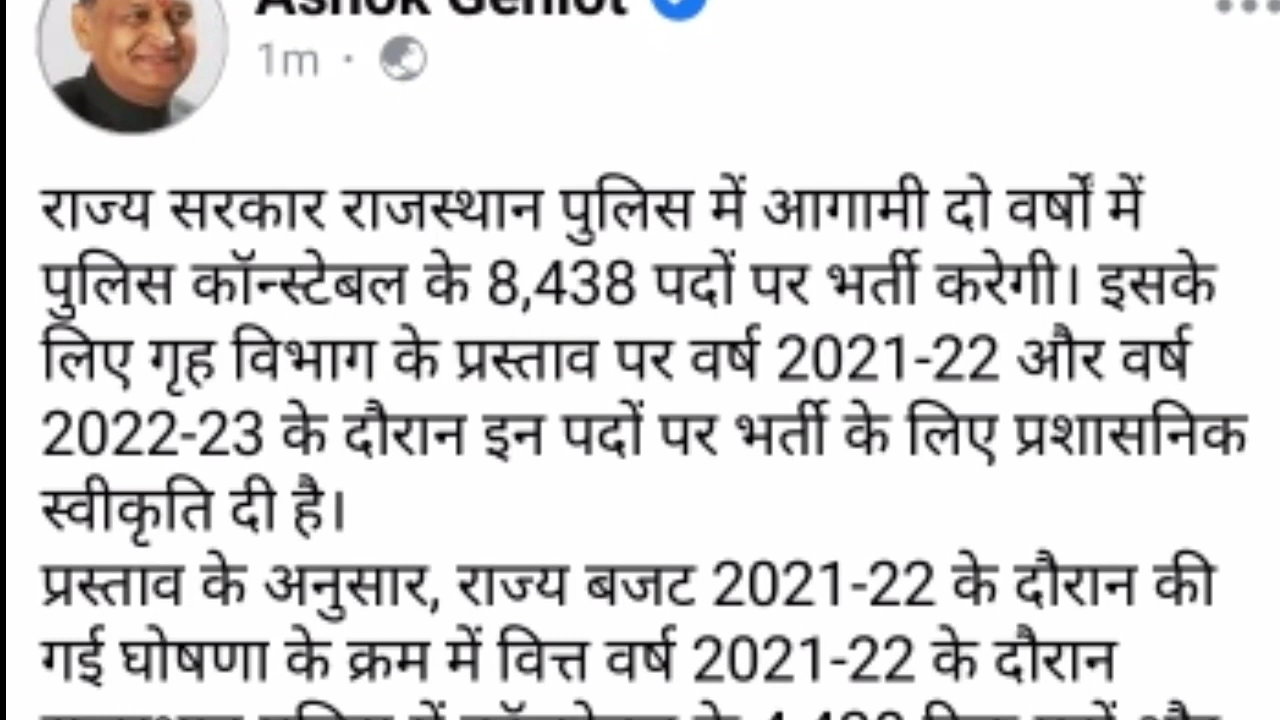 Ashok Gehlot
1m ·
राज्य सरकार राजस्थान पुलिस में आगामी दो वर्षों में
पुलिस कॉन्स्टेबल के 8,438 पदों पर भर्ती करेगी। इसके
लिए गृह विभाग के प्रस्ताव पर वर्ष 2021-22 और वर्ष
2022-23 के दौरान इन पदों पर भर्ती के लिए प्रशासनिक
स्वीकृति दी है।
प्रस्ताव के अनुसार, राज्य बजट 2021-22 के दौरान की
गई घोषणा के क्रम में वित्त वर्ष 2021-22 के दौरान